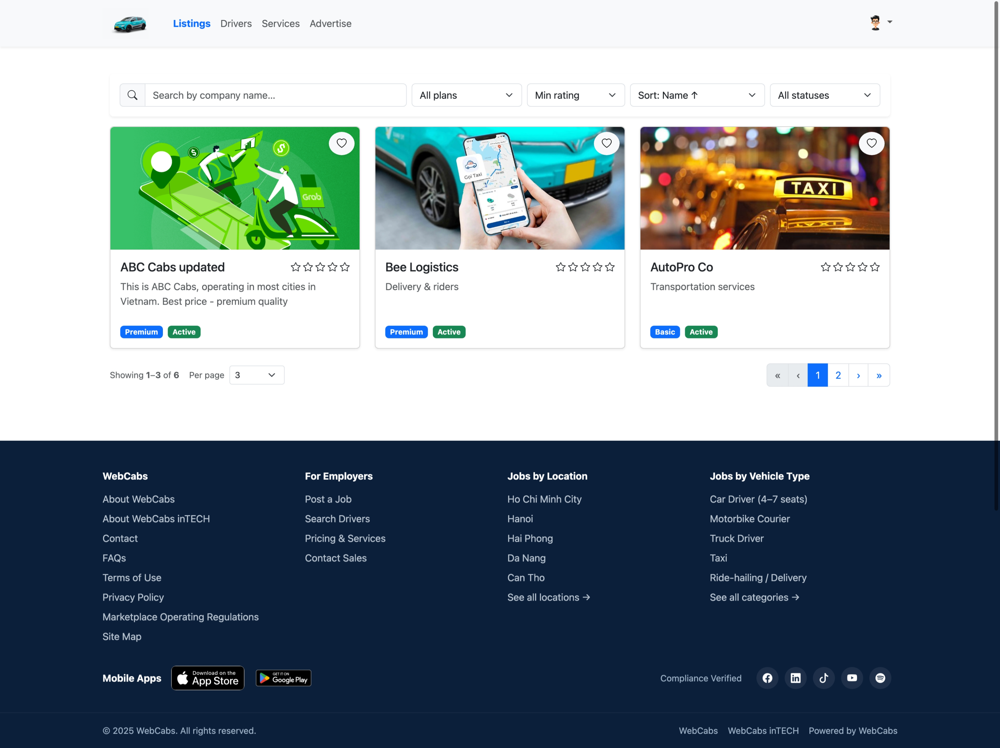 Listings Drivers Services Advertise
Search by company name...
All plans
Min rating
Sort: Name ↑
All statuses
Grab
Gọi Taxi
Hà Nội
TAXI
ABC Cabs updated
This is ABC Cabs, operating in most cities in
Vietnam. Best price - premium quality
Premium Active
Bee Logistics
Delivery & riders
Premium Active
AutoPro Co
Transportation services
Basic Active
Showing 1–3 of 6 Per page 3
« ‹ 1 2 › »
WebCabs
About WebCabs
About WebCabs inTECH
Contact
FAQs
Terms of Use
Privacy Policy
Marketplace Operating Regulations
Site Map
For Employers
Post a Job
Search Drivers
Pricing & Services
Contact Sales
Jobs by Location
Ho Chi Minh City
Hanoi
Hai Phong
Da Nang
Can Tho
See all locations →
Jobs by Vehicle Type
Car Driver (4–7 seats)
Motorbike Courier
Truck Driver
Taxi
Ride-hailing / Delivery
See all categories →
Mobile Apps
Download on the
App Store
GET IT ON
Google Play
Compliance Verified
© 2025 WebCabs. All rights reserved.
WebCabs WebCabs inTECH Powered by WebCabs